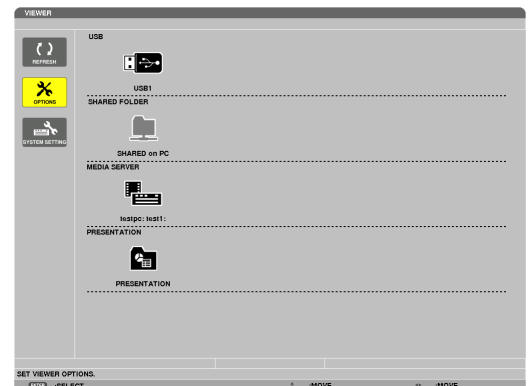 VIEWER
USB
REFRESH
USB1
OPTIONS
SHARED FOLDER
SYSTEM SETTING
SHARED on PC
MEDIA SERVER
testpc: test1:
PRESENTATION
PRESENTATION
SET VIEWER OPTIONS.
ENTER :SELECT :MOVE :MOVE